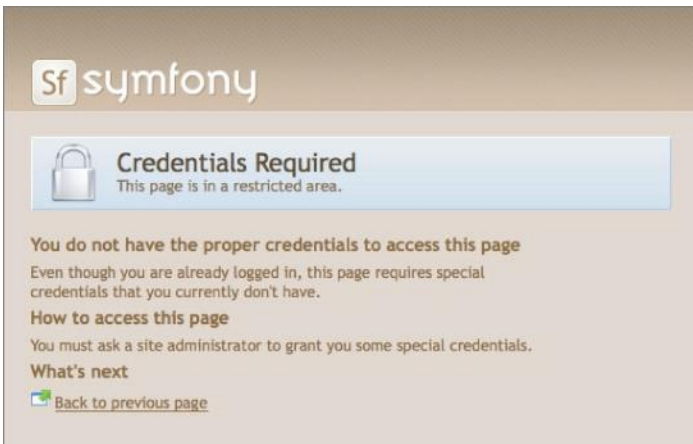 Sf symfony
Credentials Required
This page is in a restricted area.
You do not have the proper credentials to access this page
Even though you are already logged in, this page requires special
credentials that you currently don't have.
How to access this page
You must ask a site administrator to grant you some special credentials.
What's next
Back to previous page